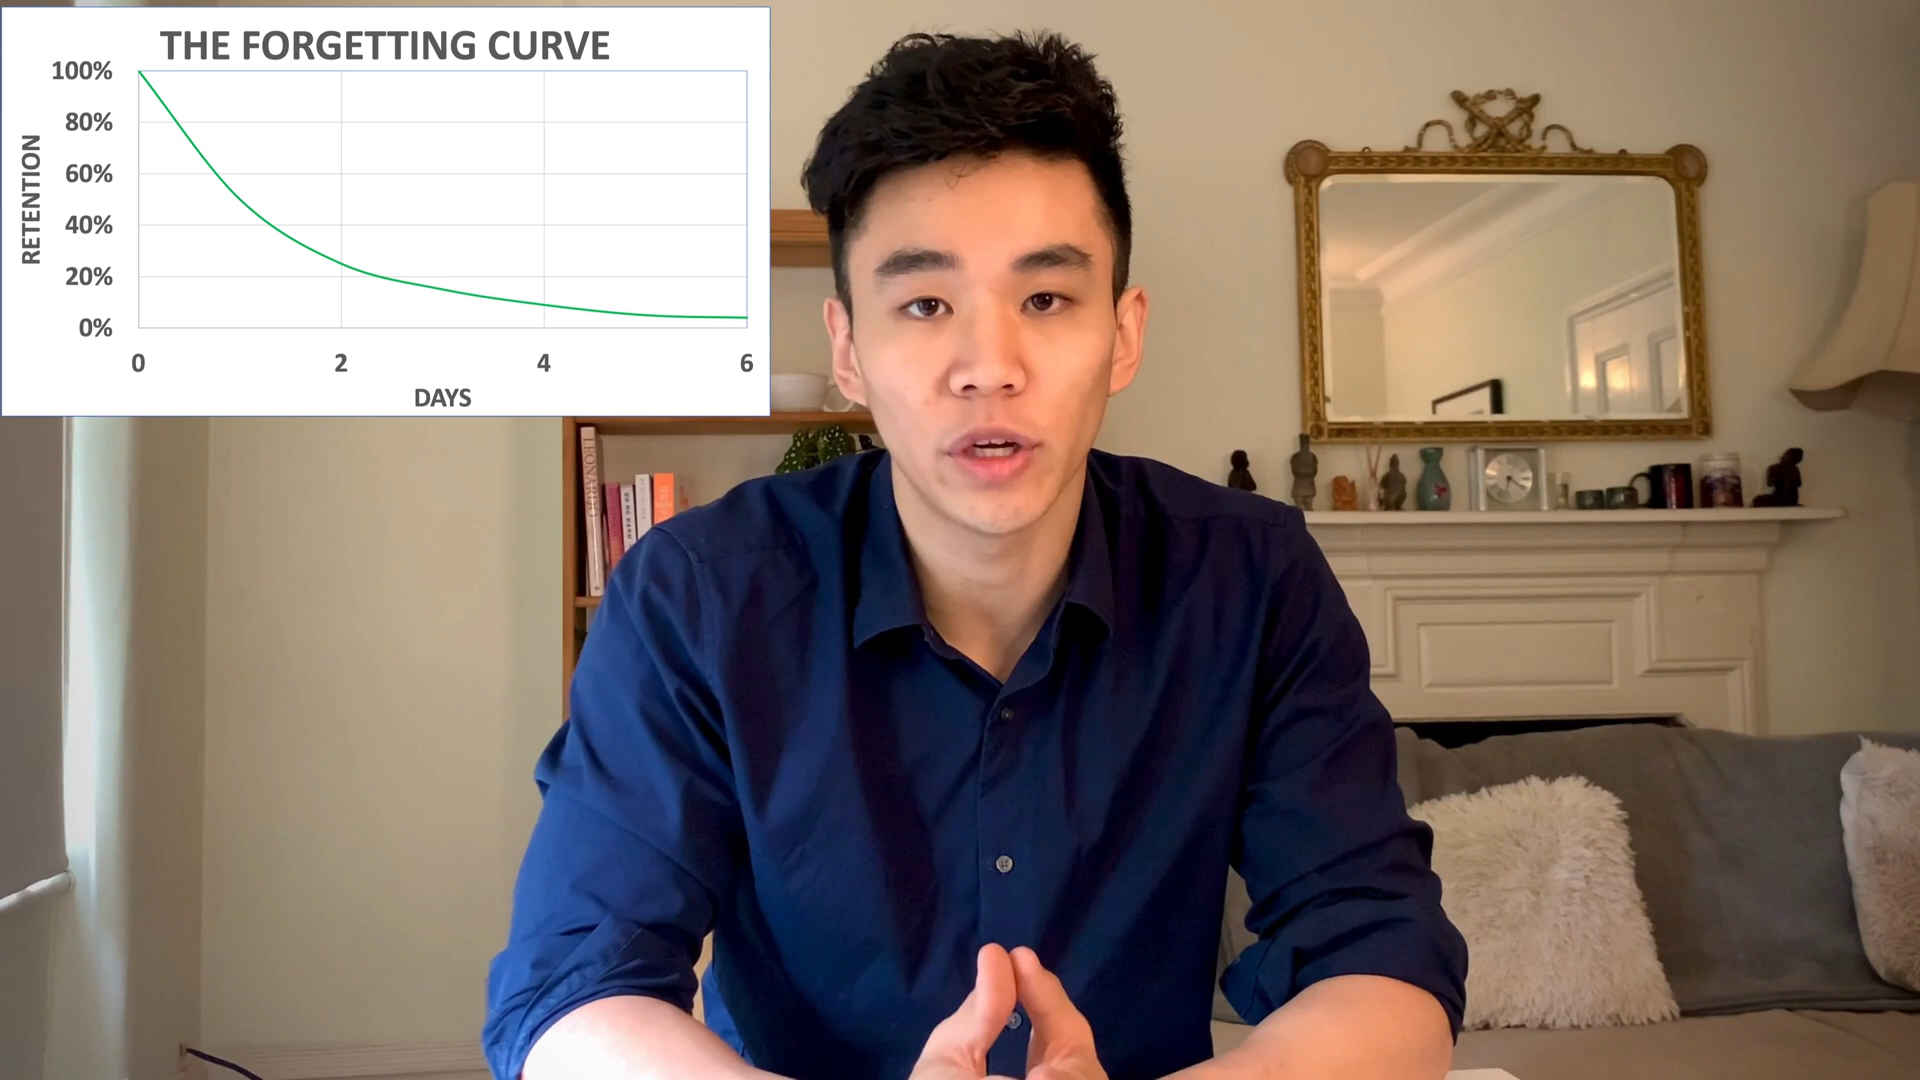 THE FORGETTING CURVE
100%
80%
60%
40%
20%
0%
RETENTION
0 2 4 6
DAYS
LEONARDO